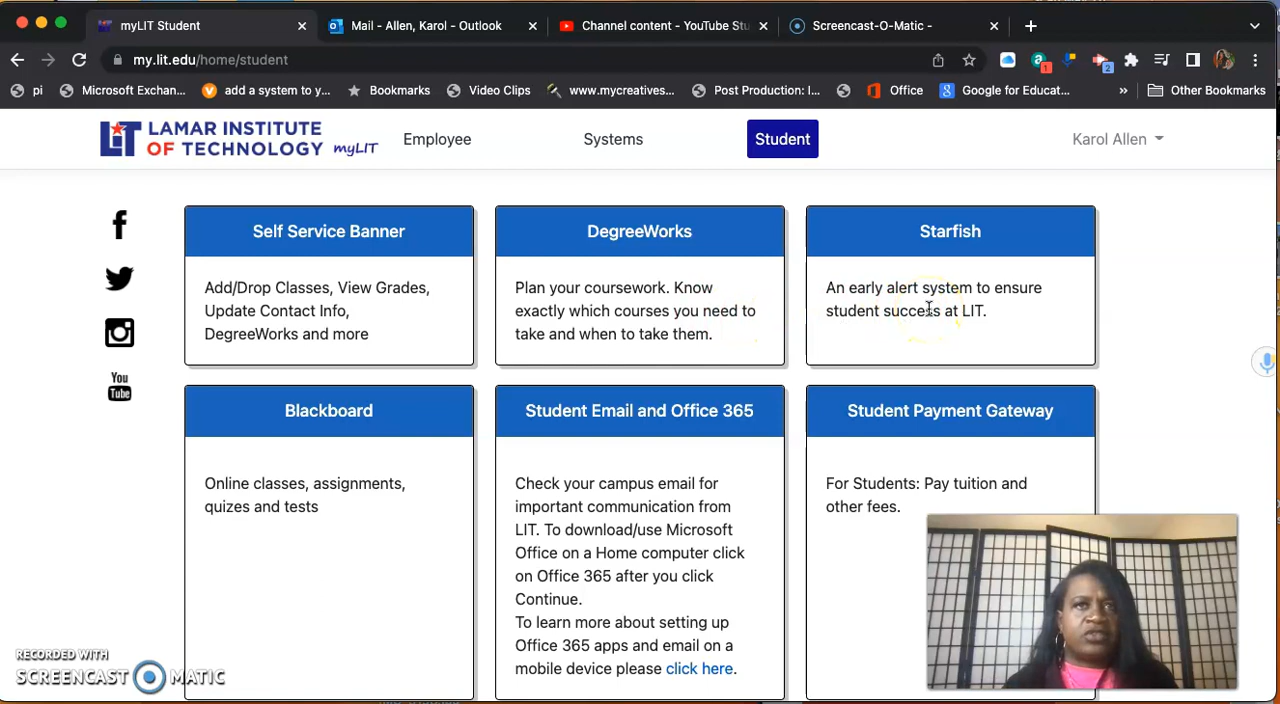 myLIT Student
Mail - Allen, Karol - Outlook
Channel content - YouTube Stu
Screencast-O-Matic -
my.lit.edu/home/student
1
2
pi
Microsoft Exchan...
add a system to y...
Bookmarks
Video Clips
www.mycreatives...
Post Production: I...
Office
Google for Educat...
»
Other Bookmarks
LiT
LAMAR INSTITUTE
OF TECHNOLOGY
myLIT
Employee
Systems
Student
Karol Allen
Self Service Banner
Add/Drop Classes, View Grades,
Update Contact Info,
DegreeWorks and more
DegreeWorks
Plan your coursework. Know
exactly which courses you need to
take and when to take them.
Starfish
An early alert system to ensure
student success at LIT.
You
Tube
Blackboard
Online classes, assignments,
quizes and tests
Student Email and Office 365
Check your campus email for
important communication from
LIT. To download/use Microsoft
Office on a Home computer click
on Office 365 after you click
Continue.
To learn more about setting up
Office 365 apps and email on a
mobile device please click here.
Student Payment Gateway
For Students: Pay tuition and
other fees.
RECORDED WITH
SCREENCAST MATIC